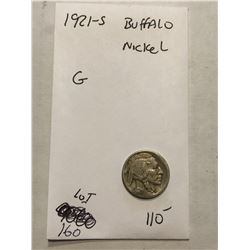 1921-S BUFFALO
NICKEL
G
LOT
160
110-